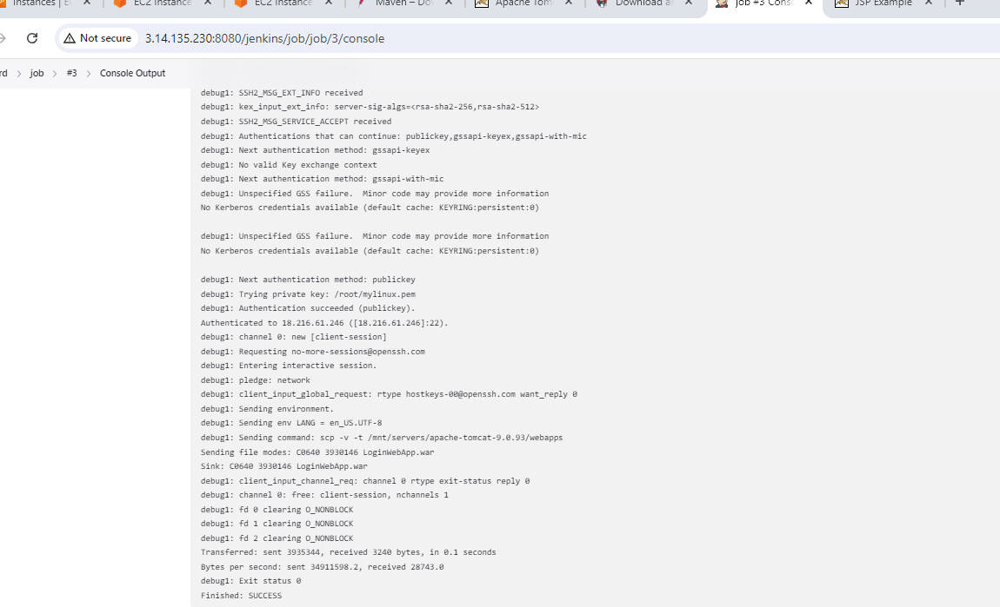 Instances | EC
EC2 Instance
EC2 Instance
Maven – Dow
Apache Tom
Download a
job #3 Conso
JSP Example
Not secure
3.14.135.230:8080/jenkins/job/job/3/console
rd > job > #3 > Console Output
debug1: SSH2_MSG_EXT_INFO received
debug1: kex_input_ext_info: server-sig-algs=<rsa-sha2-256,rsa-sha2-512>
debug1: SSH2_MSG_SERVICE_ACCEPT received
debug1: Authentications that can continue: publickey,gssapi-keyex,gssapi-with-mic
debug1: Next authentication method: gssapi-keyex
debug1: No valid Key exchange context
debug1: Next authentication method: gssapi-with-mic
debug1: Unspecified GSS failure.  Minor code may provide more information
No Kerberos credentials available (default cache: KEYRING:persistent:0)
debug1: Unspecified GSS failure.  Minor code may provide more information
No Kerberos credentials available (default cache: KEYRING:persistent:0)
debug1: Next authentication method: publickey
debug1: Trying private key: /root/mylinux.pem
debug1: Authentication succeeded (publickey).
Authenticated to 18.216.61.246 ([18.216.61.246]:22).
debug1: channel 0: new [client-session]
debug1: Requesting no-more-sessions@openssh.com
debug1: Entering interactive session.
debug1: pledge: network
debug1: client_input_global_request: rtype hostkeys-00@openssh.com want_reply 0
debug1: Sending environment.
debug1: Sending env LANG = en_US.UTF-8
debug1: Sending command: scp -v -t /mnt/servers/apache-tomcat-9.0.93/webapps
Sending file modes: C0640 3930146 LoginWebApp.war
Sink: C0640 3930146 LoginWebApp.war
debug1: client_input_channel_req: channel 0 rtype exit-status reply 0
debug1: channel 0: free: client-session, nchannels 1
debug1: fd 0 clearing O_NONBLOCK
debug1: fd 1 clearing O_NONBLOCK
debug1: fd 2 clearing O_NONBLOCK
Transferred: sent 3935344, received 3240 bytes, in 0.1 seconds
Bytes per second: sent 34911598.2, received 28743.0
debug1: Exit status 0
Finished: SUCCESS